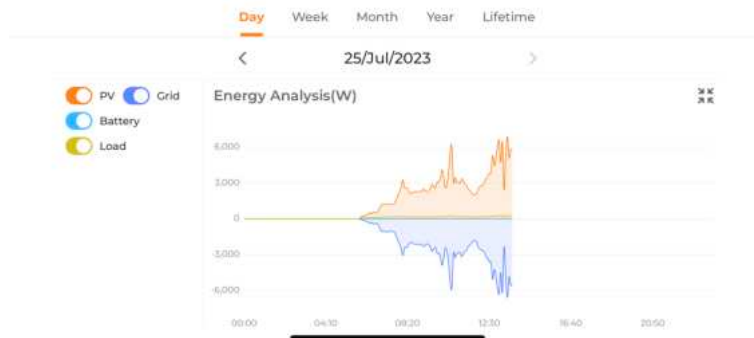 Day Week Month Year Lifetime
25/Jul/2023
PV Grid
Battery
Load
Energy Analysis(W)
6,000
3,000
0
-3,000
-6,000
00:00 04:10 08:20 12:30 16:40 20:50